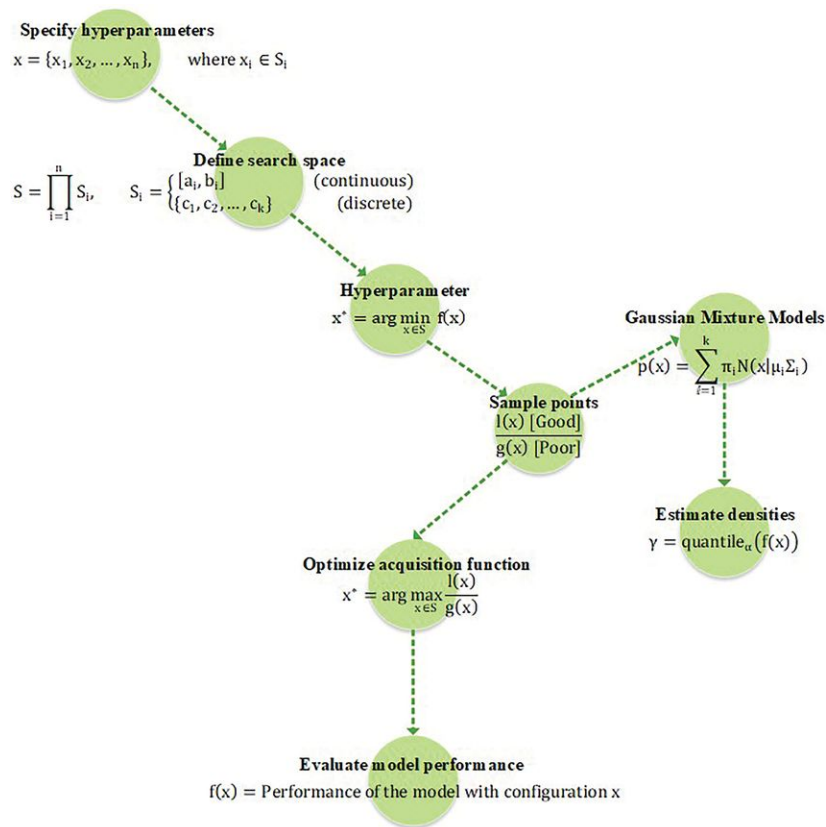 Specify hyperparameters
x = {x₁, x₂, ... , xₙ},    where xᵢ ∈ Sᵢ
Define search space
S = ∏ᵢ₌₁ⁿ Sᵢ,    Sᵢ = { [aᵢ, bᵢ] (continuous)
{c₁, c₂, ... , cₖ} (discrete)
Hyperparameter
x* = arg min x∈S f(x)
Gaussian Mixture Models
p(x) = ∑ᵢ₌₁ᵏ πᵢN(x|μᵢΣᵢ)
Sample points
l(x) [Good]
g(x) [Poor]
Estimate densities
γ = quantileα(f(x))
Optimize acquisition function
x* = arg max x∈S l(x)/g(x)
Evaluate model performance
f(x) = Performance of the model with configuration x